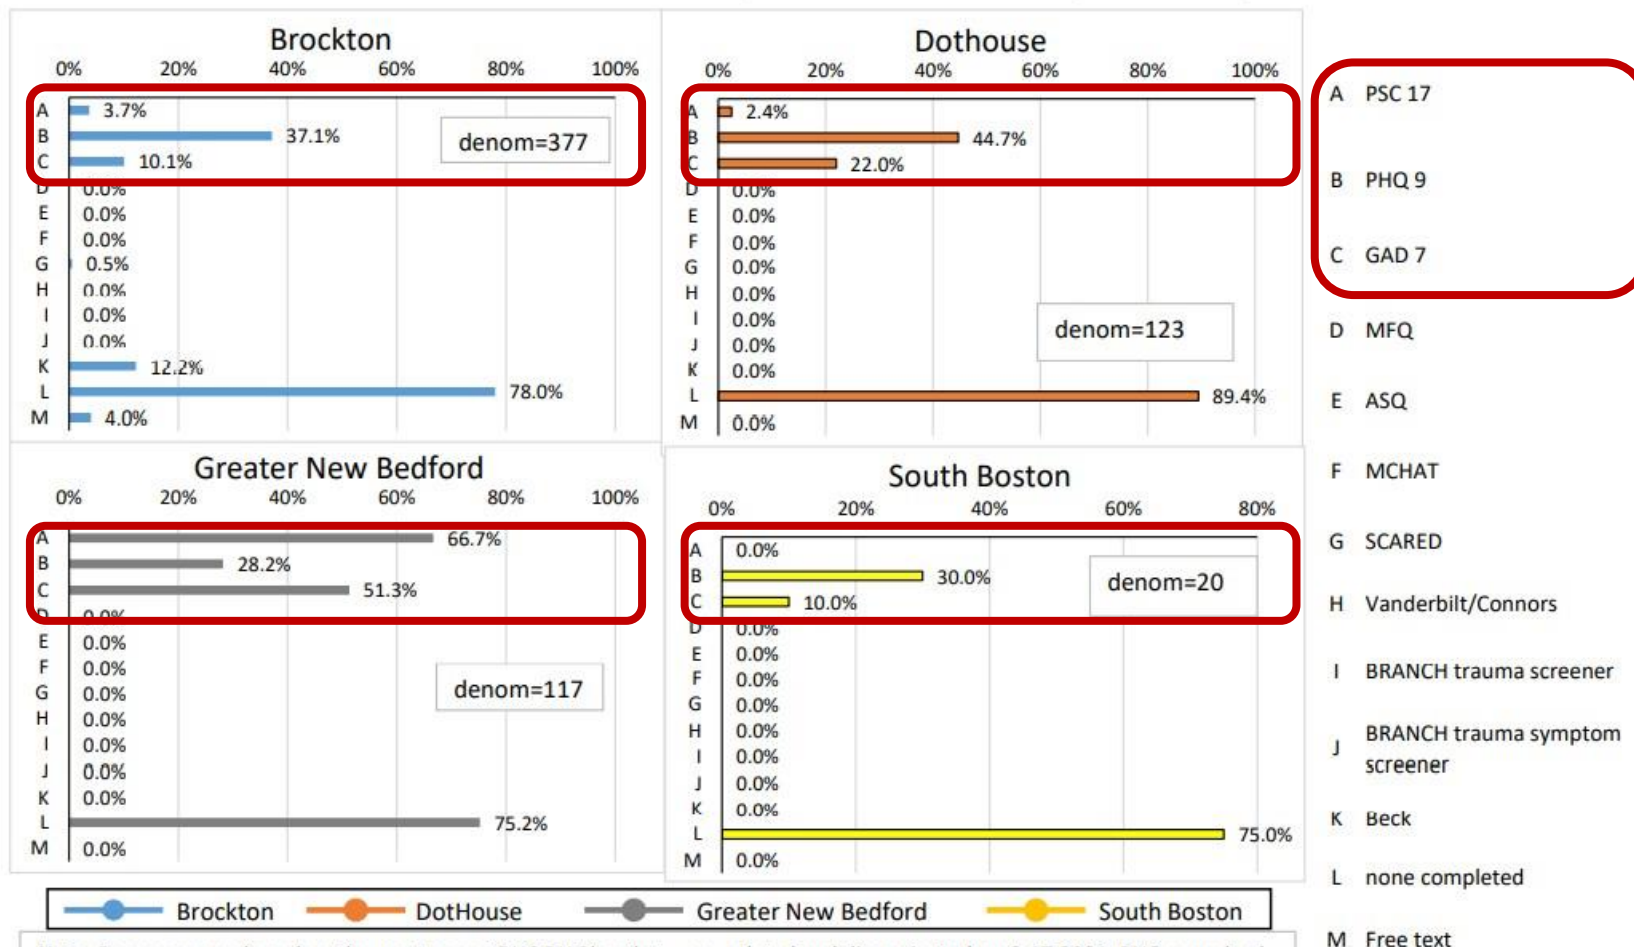 Brockton
0% 20% 40% 60% 80% 100%
A 3.7%
B 37.1%
C 10.1%
denom=377
D 0.0%
E 0.0%
F 0.0%
G 0.5%
H 0.0%
I 0.0%
J 0.0%
K 12.2%
L 78.0%
M 4.0%
Dothouse
0% 20% 40% 60% 80% 100%
A 2.4%
B 44.7%
C 22.0%
D 0.0%
E 0.0%
F 0.0%
G 0.0%
H 0.0%
I 0.0%
denom=123
J 0.0%
K 0.0%
L 89.4%
M 0.0%
Greater New Bedford
0% 20% 40% 60% 80% 100%
A 66.7%
B 28.2%
C 51.3%
D 0.0%
E 0.0%
F 0.0%
G 0.0%
denom=117
H 0.0%
I 0.0%
J 0.0%
K 0.0%
L 75.2%
M 0.0%
South Boston
0% 20% 40% 60% 80%
A 0.0%
B 30.0%
denom=20
C 10.0%
D 0.0%
E 0.0%
F 0.0%
G 0.0%
H 0.0%
I 0.0%
J 0.0%
K 0.0%
L 75.0%
M 0.0%
Brockton DotHouse Greater New Bedford South Boston
A PSC 17
B PHQ 9
C GAD 7
D MFQ
E ASQ
F MCHAT
G SCARED
H Vanderbilt/Connors
I BRANCH trauma screener
J BRANCH trauma symptom
screener
K Beck
L none completed
M Free text